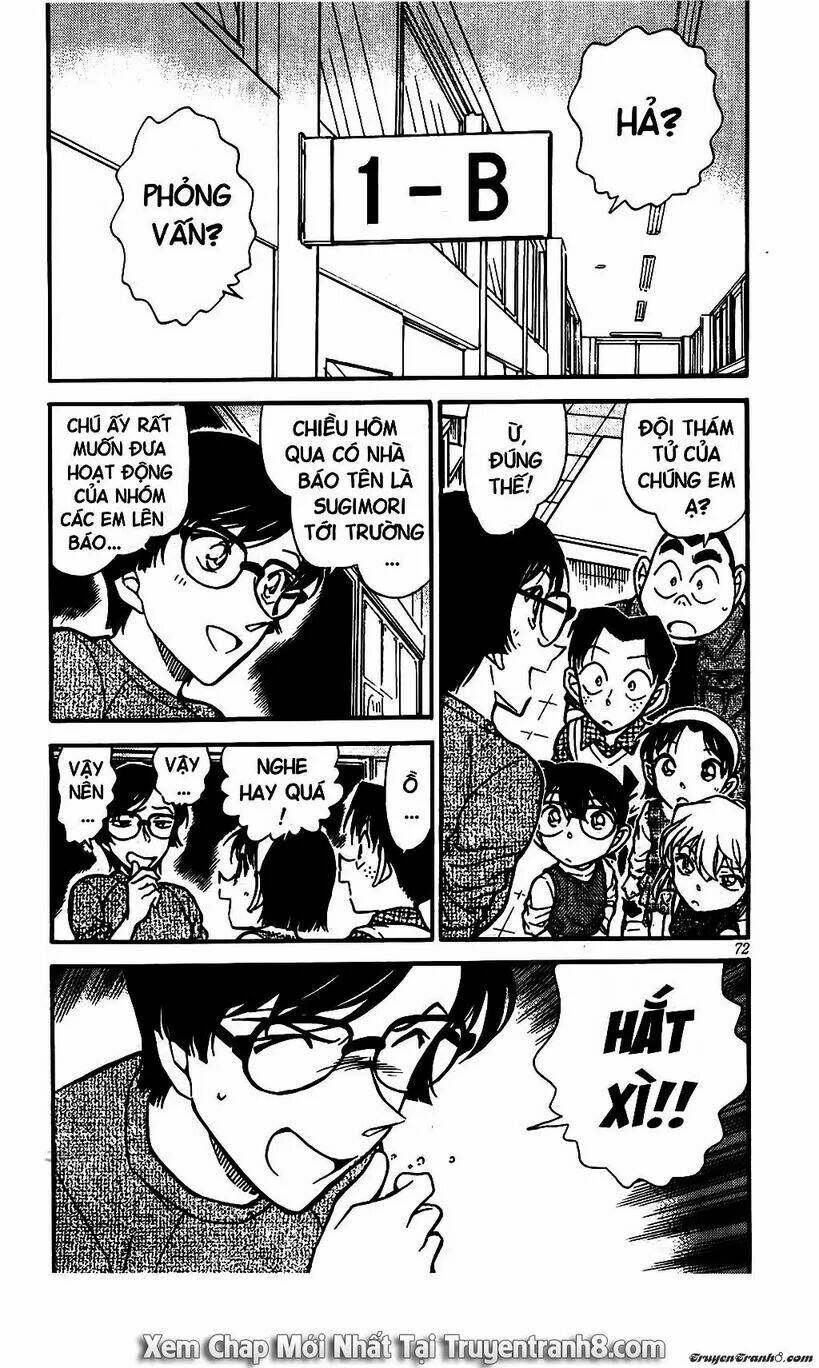 HẢ?
PHỎNG
VẤN?
1-B
ĐỘI THÁM
TỬ CỦA
CHÚNG EM
Ạ?
Ừ,
ĐÚNG
THẾ!
CHIỀU HÔM
QUA CÓ NHÀ
BÁO TÊN LÀ
SUGIMORI
TỚI TRƯỜNG
...
CHÚ ẤY RẤT
MUỐN ĐƯA
HOẠT ĐỘNG
CỦA NHÓM
CÁC EM LÊN
BÁO...
Ồ
...
NGHE
HAY QUÁ
!
VẬY
...
VẬY
NÊN
...
72
HẮT
XÌ!!
Xem Chap Mới Nhất Tại Truyentranh8.com
TruyenTranh8.com